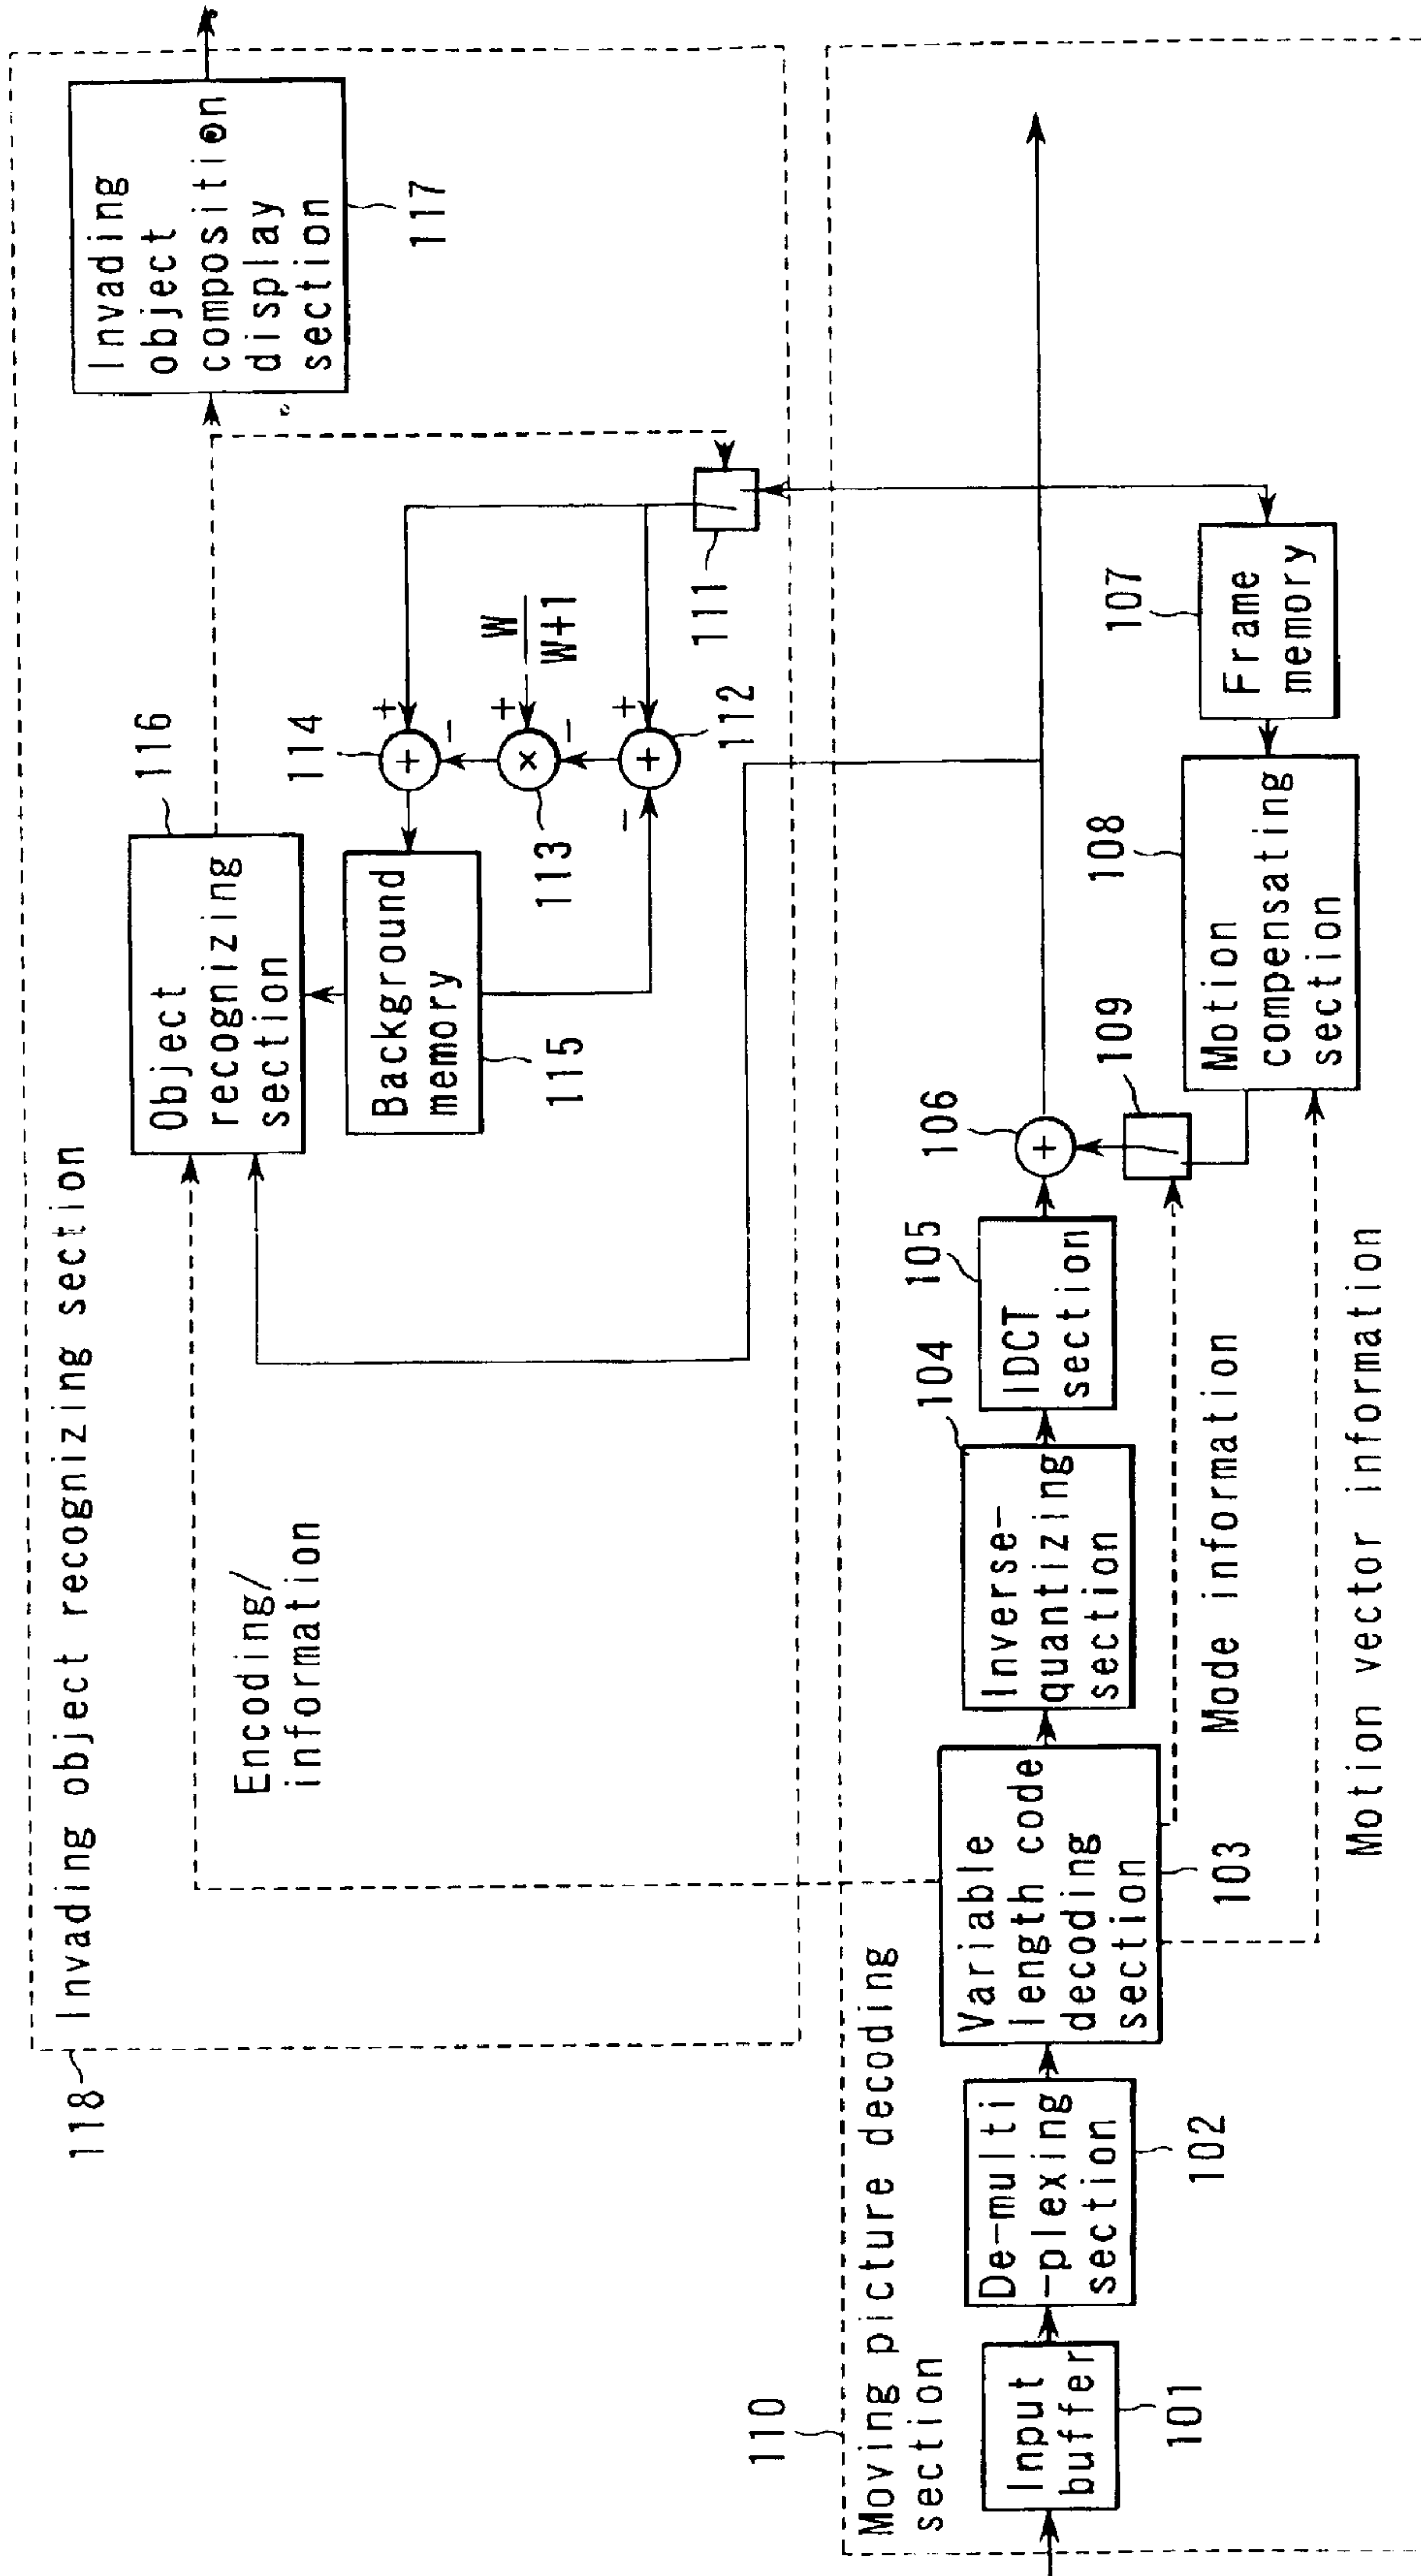 118
Invading object recognizing section
Encoding/
information
Object
recognizing
section
116
Background
memory
115
114
+
-
+
×
113
+
-
W
W+1
+
112
+
-
111
Invading
object
composition
display
section
117
110
Moving picture decoding
section
Input
buffer
101
De-multi
-plexing
section
102
Variable
length code
decoding
section
103
Inverse-
quantizing
section
104
IDCT
section
105
+
106
109
Motion
compensating
section
108
Frame
memory
107
Mode information
Motion vector information